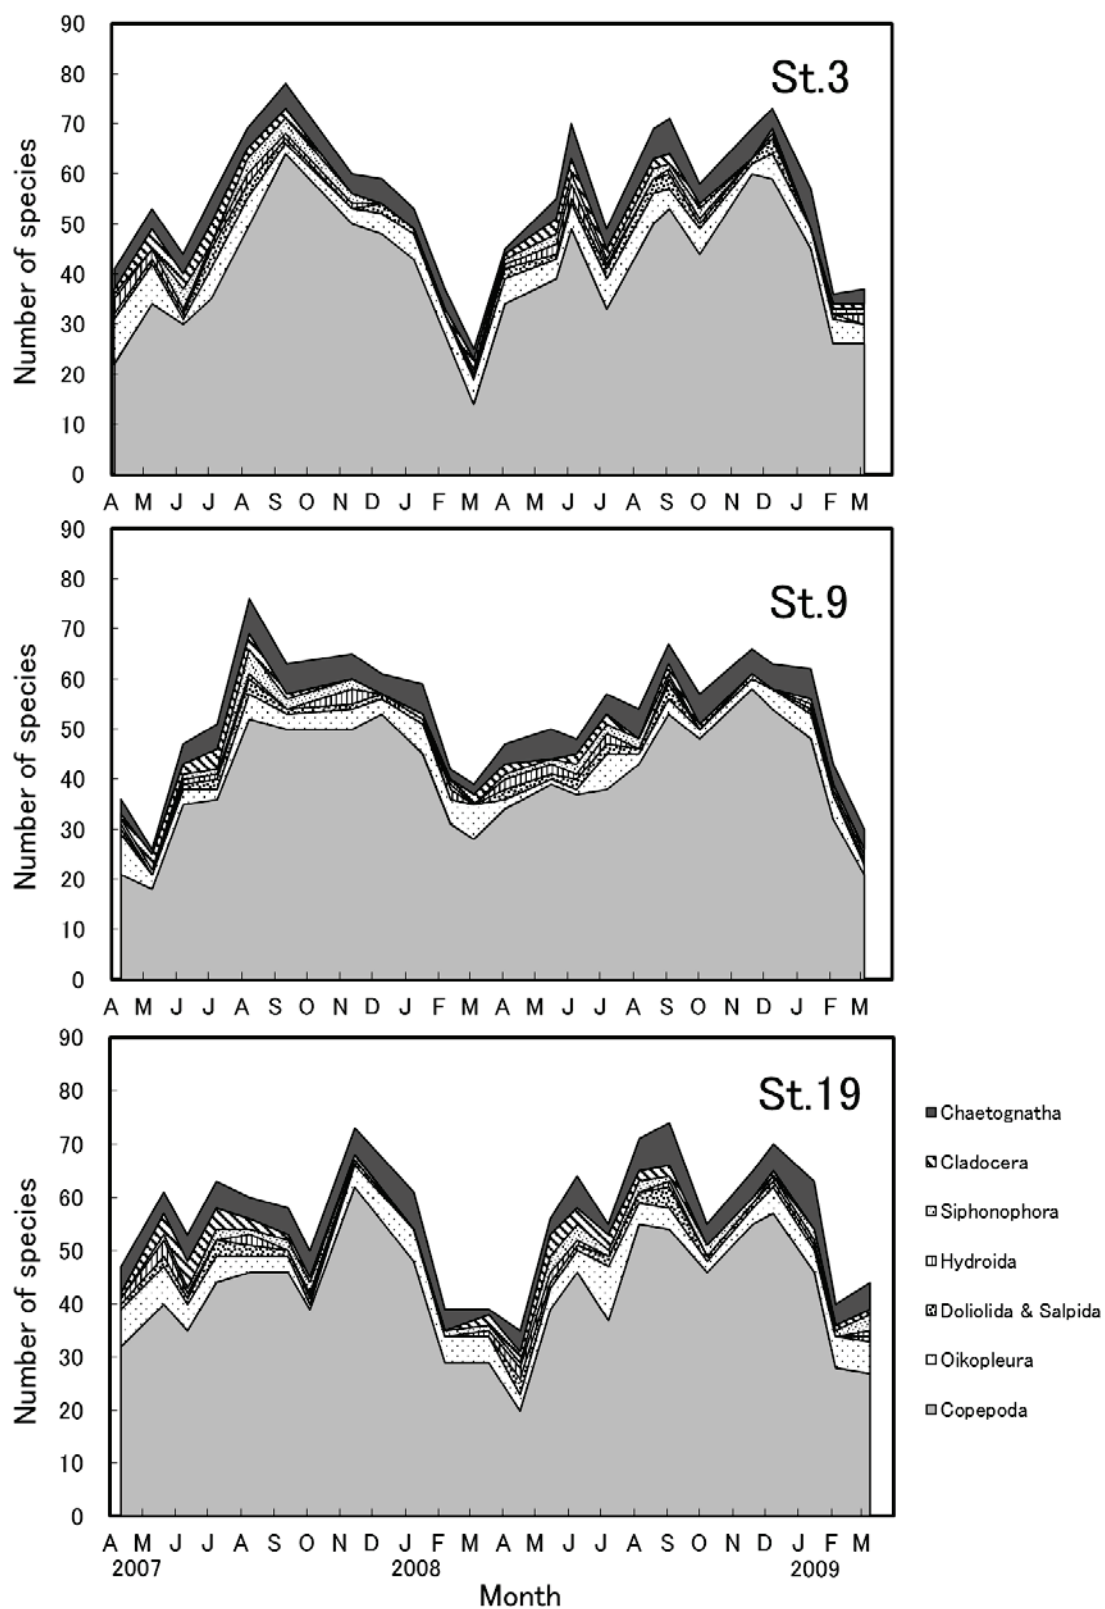 90
80
70
60
50
40
30
20
10
0
Number of species
St.3
A M J J A S O N D J F M A M J J A S O N D J F M
90
80
70
60
50
40
30
20
10
0
Number of species
St.9
A M J J A S O N D J F M A M J J A S O N D J F M
90
80
70
60
50
40
30
20
10
0
Number of species
St.19
A M J J A S O N D J F M A M J J A S O N D J F M
2007 2008 2009
Month
Chaetognatha
Cladocera
Siphonophora
Hydroida
Doliolida & Salpida
Oikopleura
Copepoda